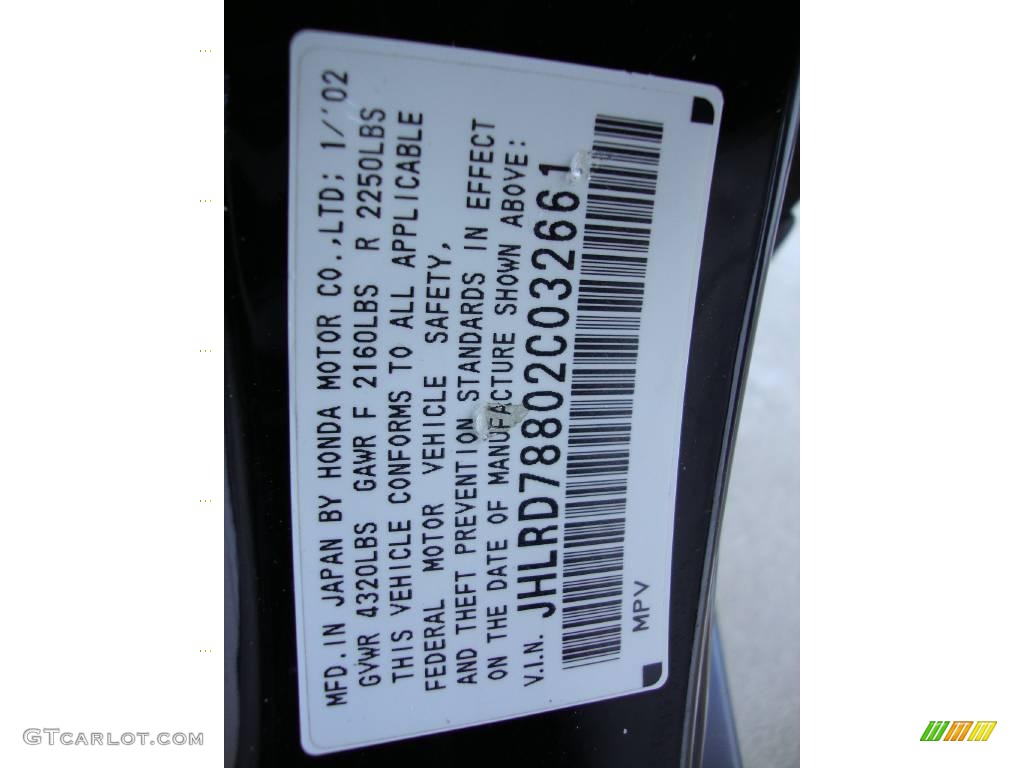 MFD. IN JAPAN BY HONDA MOTOR CO.,LTD; 1/'02
GVWR 4320LBS GAWR F 2160LBS R 2250LBS
THIS VEHICLE CONFORMS TO ALL APPLICABLE
FEDERAL MOTOR VEHICLE SAFETY,
AND THEFT PREVENTION STANDARDS IN EFFECT
ON THE DATE OF MANUFACTURE SHOWN ABOVE:
V.I.N. JHLRD78802C032661
MPV
GTCARLOT.COM